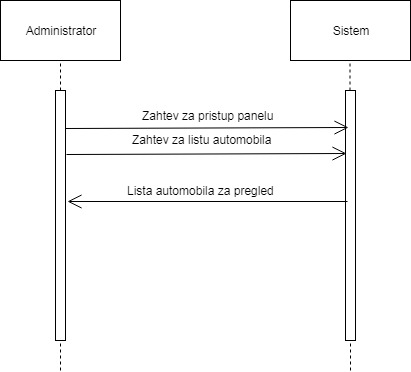 Administrator
Sistem
Zahtev za pristup panelu
Zahtev za listu automobila
Lista automobila za pregled